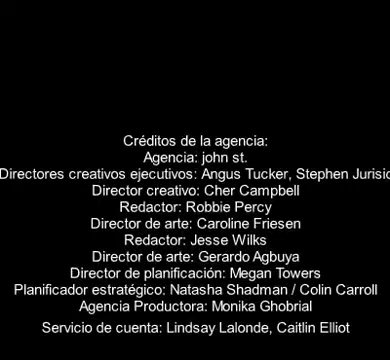 Créditos de la agencia:
Agencia: john st.
Directores creativos ejecutivos: Angus Tucker, Stephen Jurisic
Director creativo: Cher Campbell
Redactor: Robbie Percy
Director de arte: Caroline Friesen
Redactor: Jesse Wilks
Director de arte: Gerardo Agbuya
Director de planificación: Megan Towers
Planificador estratégico: Natasha Shadman / Colin Carroll
Agencia Productora: Monika Ghobrial
Servicio de cuenta: Lindsay Lalonde, Caitlin Elliot